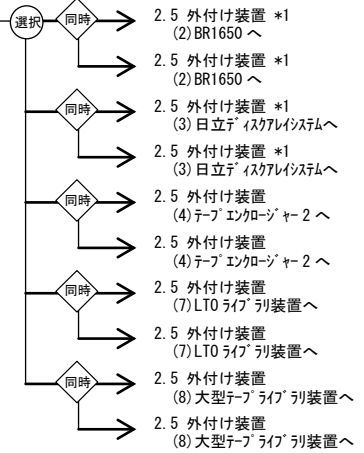 選択
同時
2.5 外付け装置 *1
(2)BR1650 へ
2.5 外付け装置 *1
(2)BR1650 へ
同時
2.5 外付け装置 *1
(3)日立ﾃﾞｨｽｸｱﾚｲｼｽﾃﾑへ
2.5 外付け装置 *1
(3)日立ﾃﾞｨｽｸｱﾚｲｼｽﾃﾑへ
同時
2.5 外付け装置
(4)ﾃｰﾌﾟｴﾝｸﾛｰｼﾞｬｰ 2 へ
2.5 外付け装置
(4)ﾃｰﾌﾟｴﾝｸﾛｰｼﾞｬｰ 2 へ
同時
2.5 外付け装置
(7)LTO ﾗｲﾌﾞﾗﾘ装置へ
2.5 外付け装置
(7)LTO ﾗｲﾌﾞﾗﾘ装置へ
同時
2.5 外付け装置
(8)大型ﾃｰﾌﾟﾗｲﾌﾞﾗﾘ装置へ
2.5 外付け装置
(8)大型ﾃｰﾌﾟﾗｲﾌﾞﾗﾘ装置へ